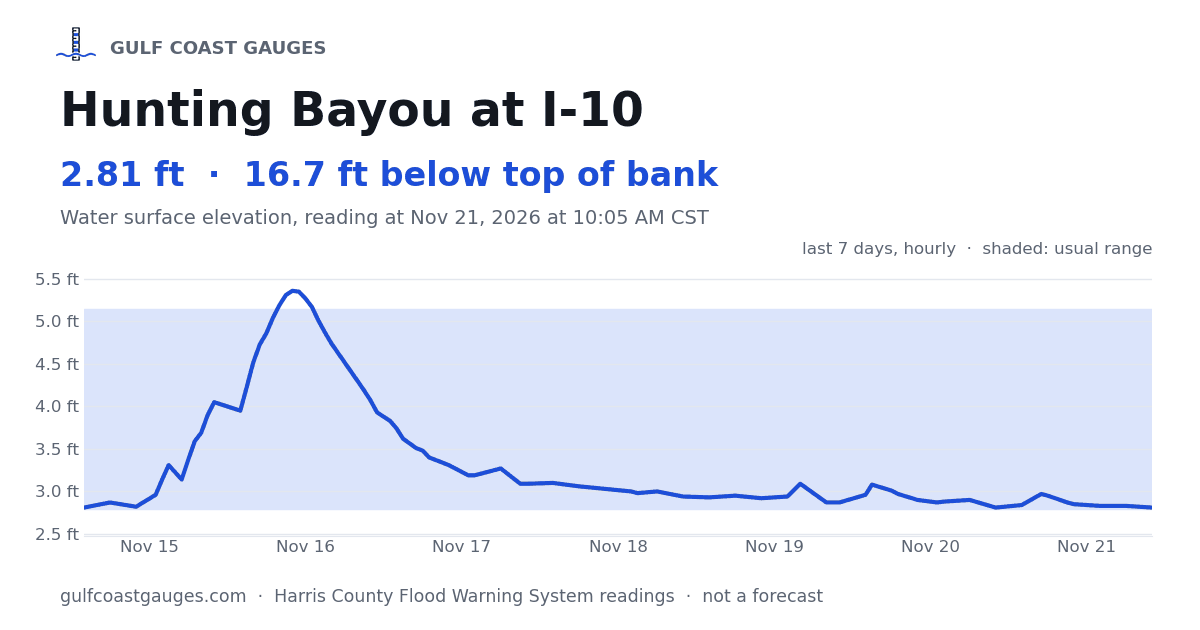 GULF COAST GAUGES
Hunting Bayou at I-10
2.81 ft · 16.7 ft below top of bank
Water surface elevation, reading at Nov 21, 2026 at 10:05 AM CST
last 7 days, hourly · shaded: usual range
5.5 ft
5.0 ft
4.5 ft
4.0 ft
3.5 ft
3.0 ft
2.5 ft
Nov 15 Nov 16 Nov 17 Nov 18 Nov 19 Nov 20 Nov 21
gulfcoastgauges.com · Harris County Flood Warning System readings · not a forecast